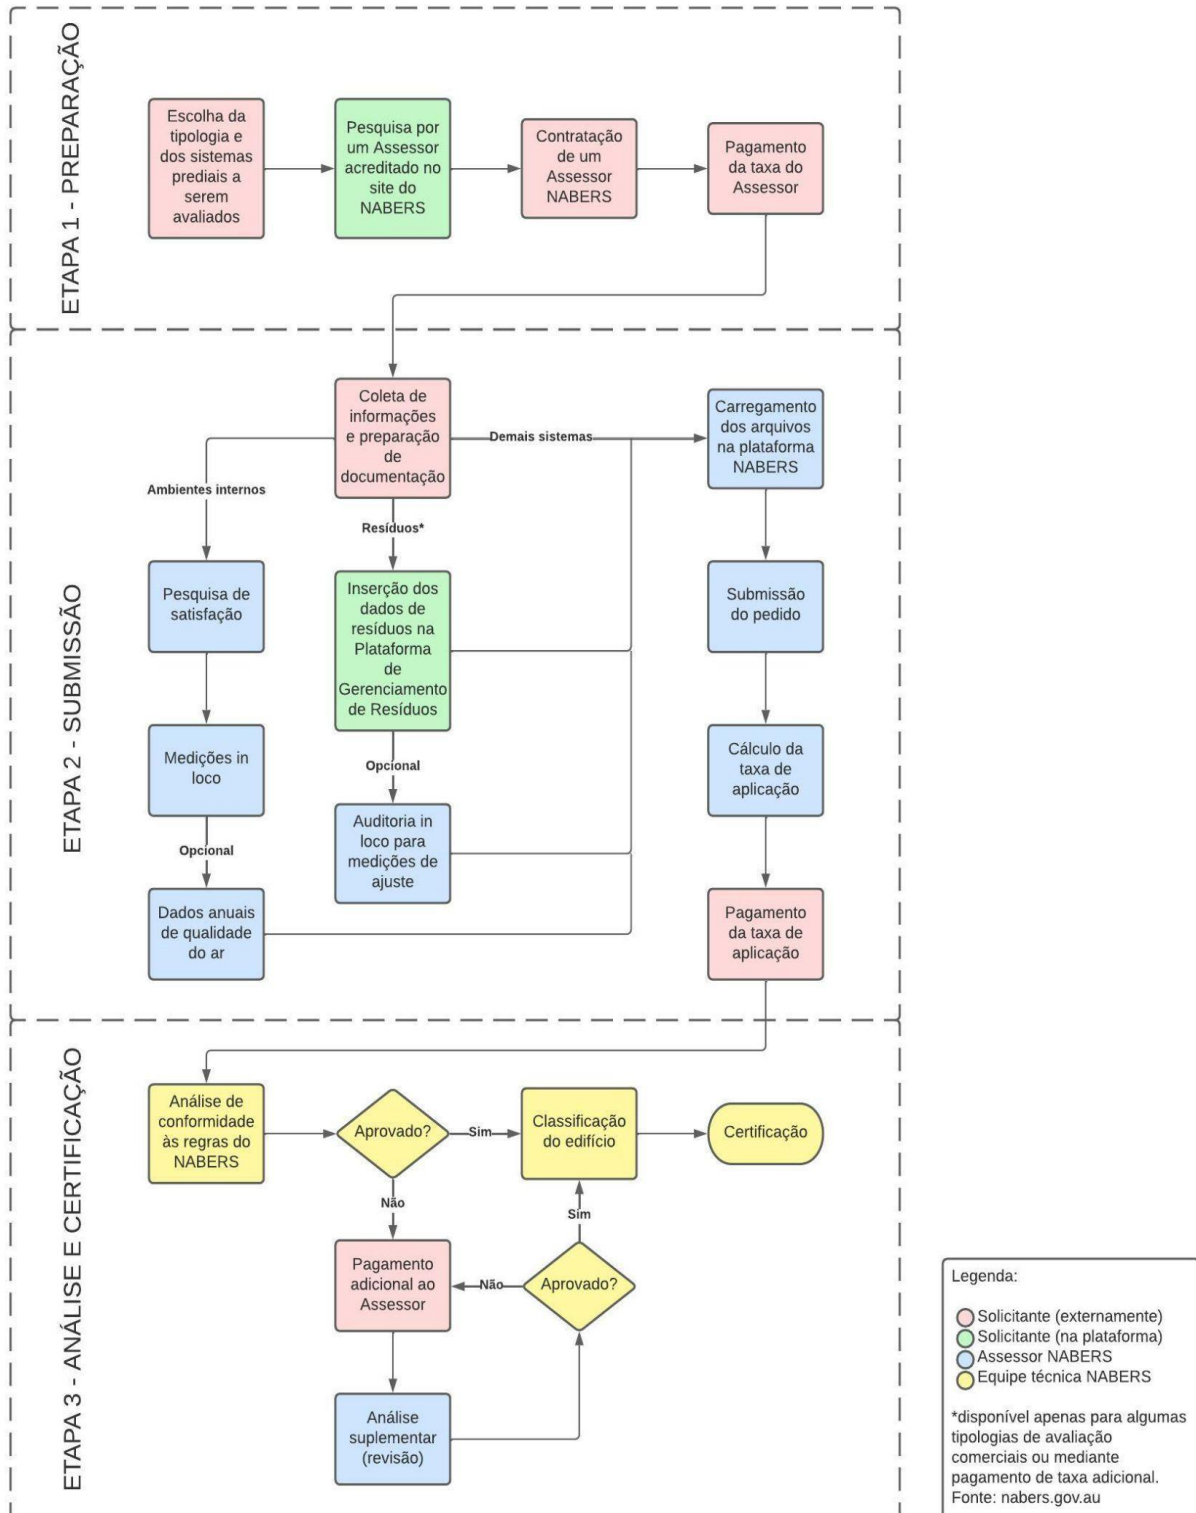 ETAPA 1 - PREPARAÇÃO
Escolha da
tipologia e
dos sistemas
prediais a
serem
avaliados
Pesquisa por
um Assessor
acreditado no
site do
NABERS
Contratação
de um
Assessor
NABERS
Pagamento
da taxa do
Assessor
ETAPA 2 - SUBMISSÃO
Coleta de
informações
e preparação
de
documentação
Demais sistemas
Carregamento
dos arquivos
na plataforma
NABERS
Ambientes internos
Resíduos*
Pesquisa de
satisfação
Inserção dos
dados de
resíduos na
Plataforma
de
Gerenciamento
de Resíduos
Submissão
do pedido
Medições in
loco
Opcional
Cálculo da
taxa de
aplicação
Opcional
Auditoria in
loco para
medições de
ajuste
Dados anuais
de qualidade
do ar
Pagamento
da taxa de
aplicação
ETAPA 3 - ANÁLISE E CERTIFICAÇÃO
Análise de
conformidade
às regras do
NABERS
Aprovado?
Sim
Classificação
do edifício
Certificação
Não
Sim
Pagamento
adicional ao
Assessor
Não
Aprovado?
Análise
suplementar
(revisão)
Legenda:
Solicitante (externamente)
Solicitante (na plataforma)
Assessor NABERS
Equipe técnica NABERS
*disponível apenas para algumas
tipologias de avaliação
comerciais ou mediante
pagamento de taxa adicional.
Fonte: nabers.gov.au